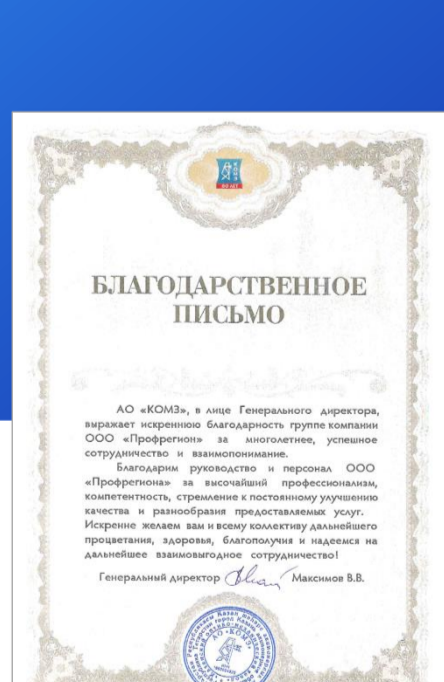 БЛАГОДАРСТВЕННОЕ
ПИСЬМО
АО «КОМЗ», в лице Генерального директора,
выражает искреннюю благодарность группе компании
ООО «Профрегион» за многолетнее, успешное
сотрудничество и взаимопонимание.
Благодарим руководство и персонал ООО
«Профрегиона» за высочайший профессионализм,
компетентность, стремление к постоянному улучшению
качества и разнообразия предоставляемых услуг.
Искренне желаем вам и всему коллективу дальнейшего
процветания, здоровья, благополучия и надеемся на
дальнейшее взаимовыгодное сотрудничество!
Генеральный директор Максимов В.В.